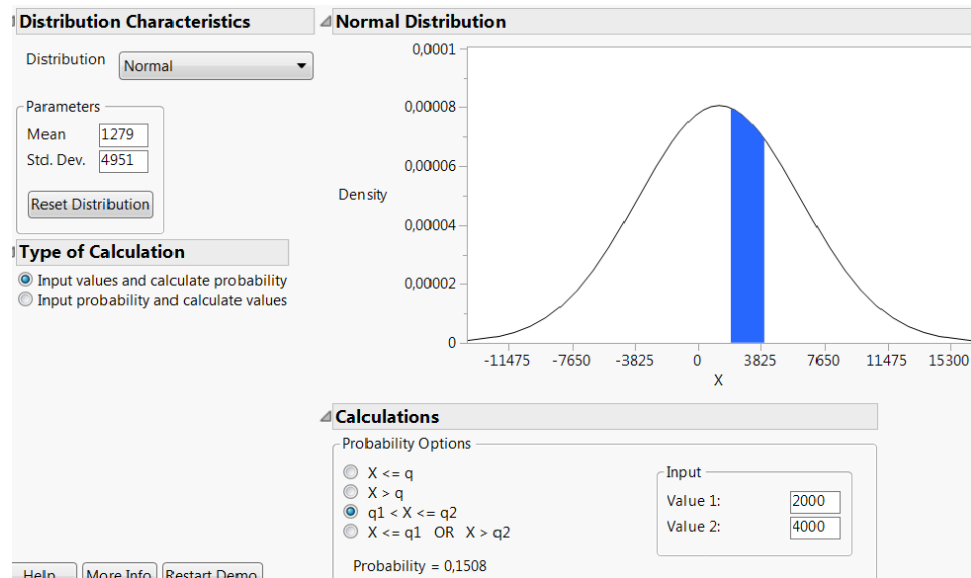 Distribution Characteristics
Distribution Normal
Parameters
Mean 1279
Std. Dev. 4951
Reset Distribution
Type of Calculation
Input values and calculate probability
Input probability and calculate values
Help More Info Restart Demo
Normal Distribution
0,0001
0,00008
0,00006
Density
0,00004
0,00002
0
-11475 -7650 -3825 0 3825 7650 11475 15300
X
Calculations
Probability Options
X <= q
X > q
q1 < X <= q2
X <= q1 OR X > q2
Probability = 0,1508
Input
Value 1: 2000
Value 2: 4000